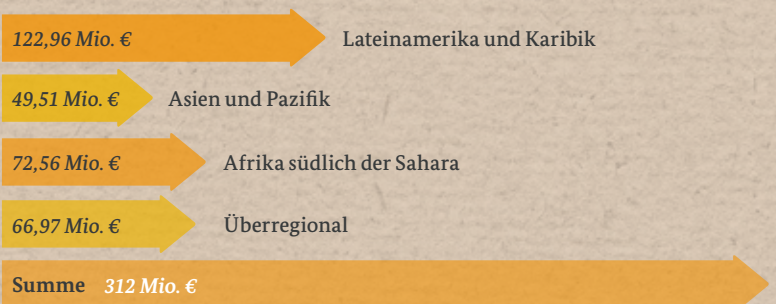 122,96 Mio. € Lateinamerika und Karibik
49,51 Mio. € Asien und Pazifik
72,56 Mio. € Afrika südlich der Sahara
66,97 Mio. € Überregional
Summe 312 Mio. €